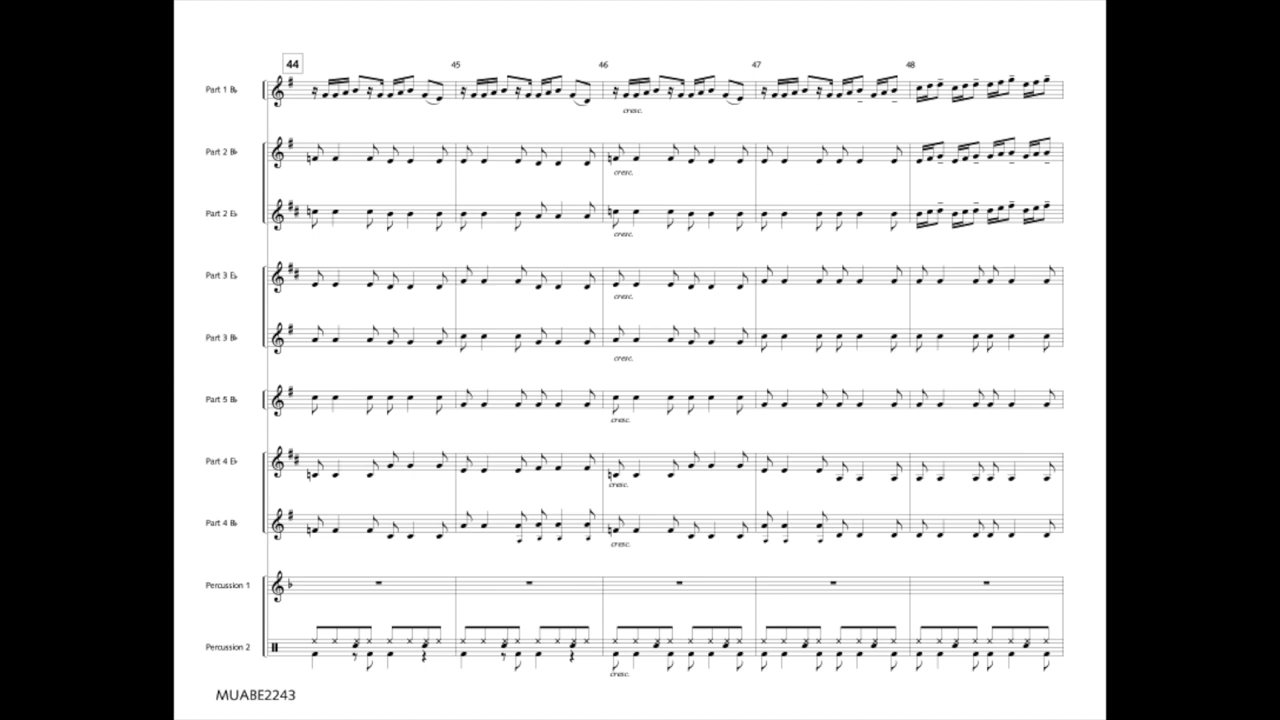 44 45 46 47 48
Part 1 B♭
cresc.
Part 2 B♭
cresc.
Part 2 E♭
cresc.
Part 3 E♭
cresc.
Part 3 B♭
cresc.
Part 5 B♭
cresc.
Part 4 E♭
cresc.
Part 4 B♭
cresc.
Percussion 1
Percussion 2
cresc.
MUABE2243